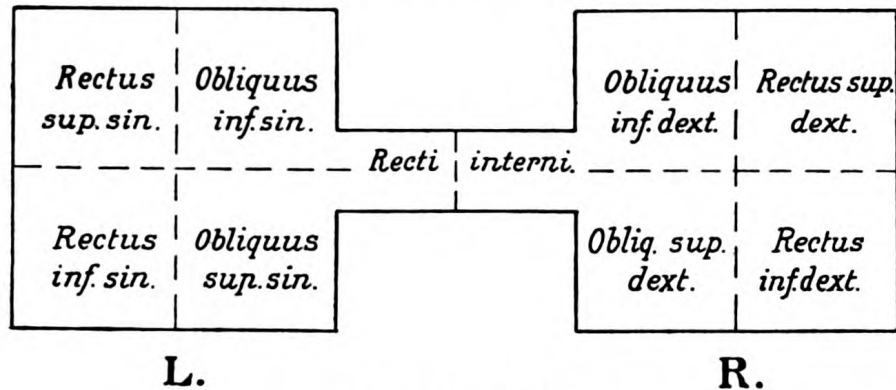 Rectus
sup. sin.
Obliquus
inf. sin.
Obliquus
inf. dext.
Rectus sup.
dext.
Recti interni.
Rectus
inf. sin.
Obliquus
sup. sin.
Obliq. sup.
dext.
Rectus
inf. dext.
L.
R.